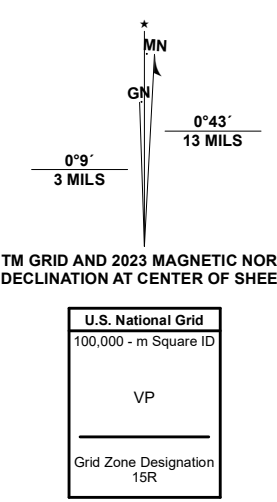 ★
MN
GN
0°43´
13 MILS
0°9´
3 MILS
TM GRID AND 2023 MAGNETIC NOR
DECLINATION AT CENTER OF SHEE
U.S. National Grid
100,000 - m Square ID
VP
Grid Zone Designation
15R